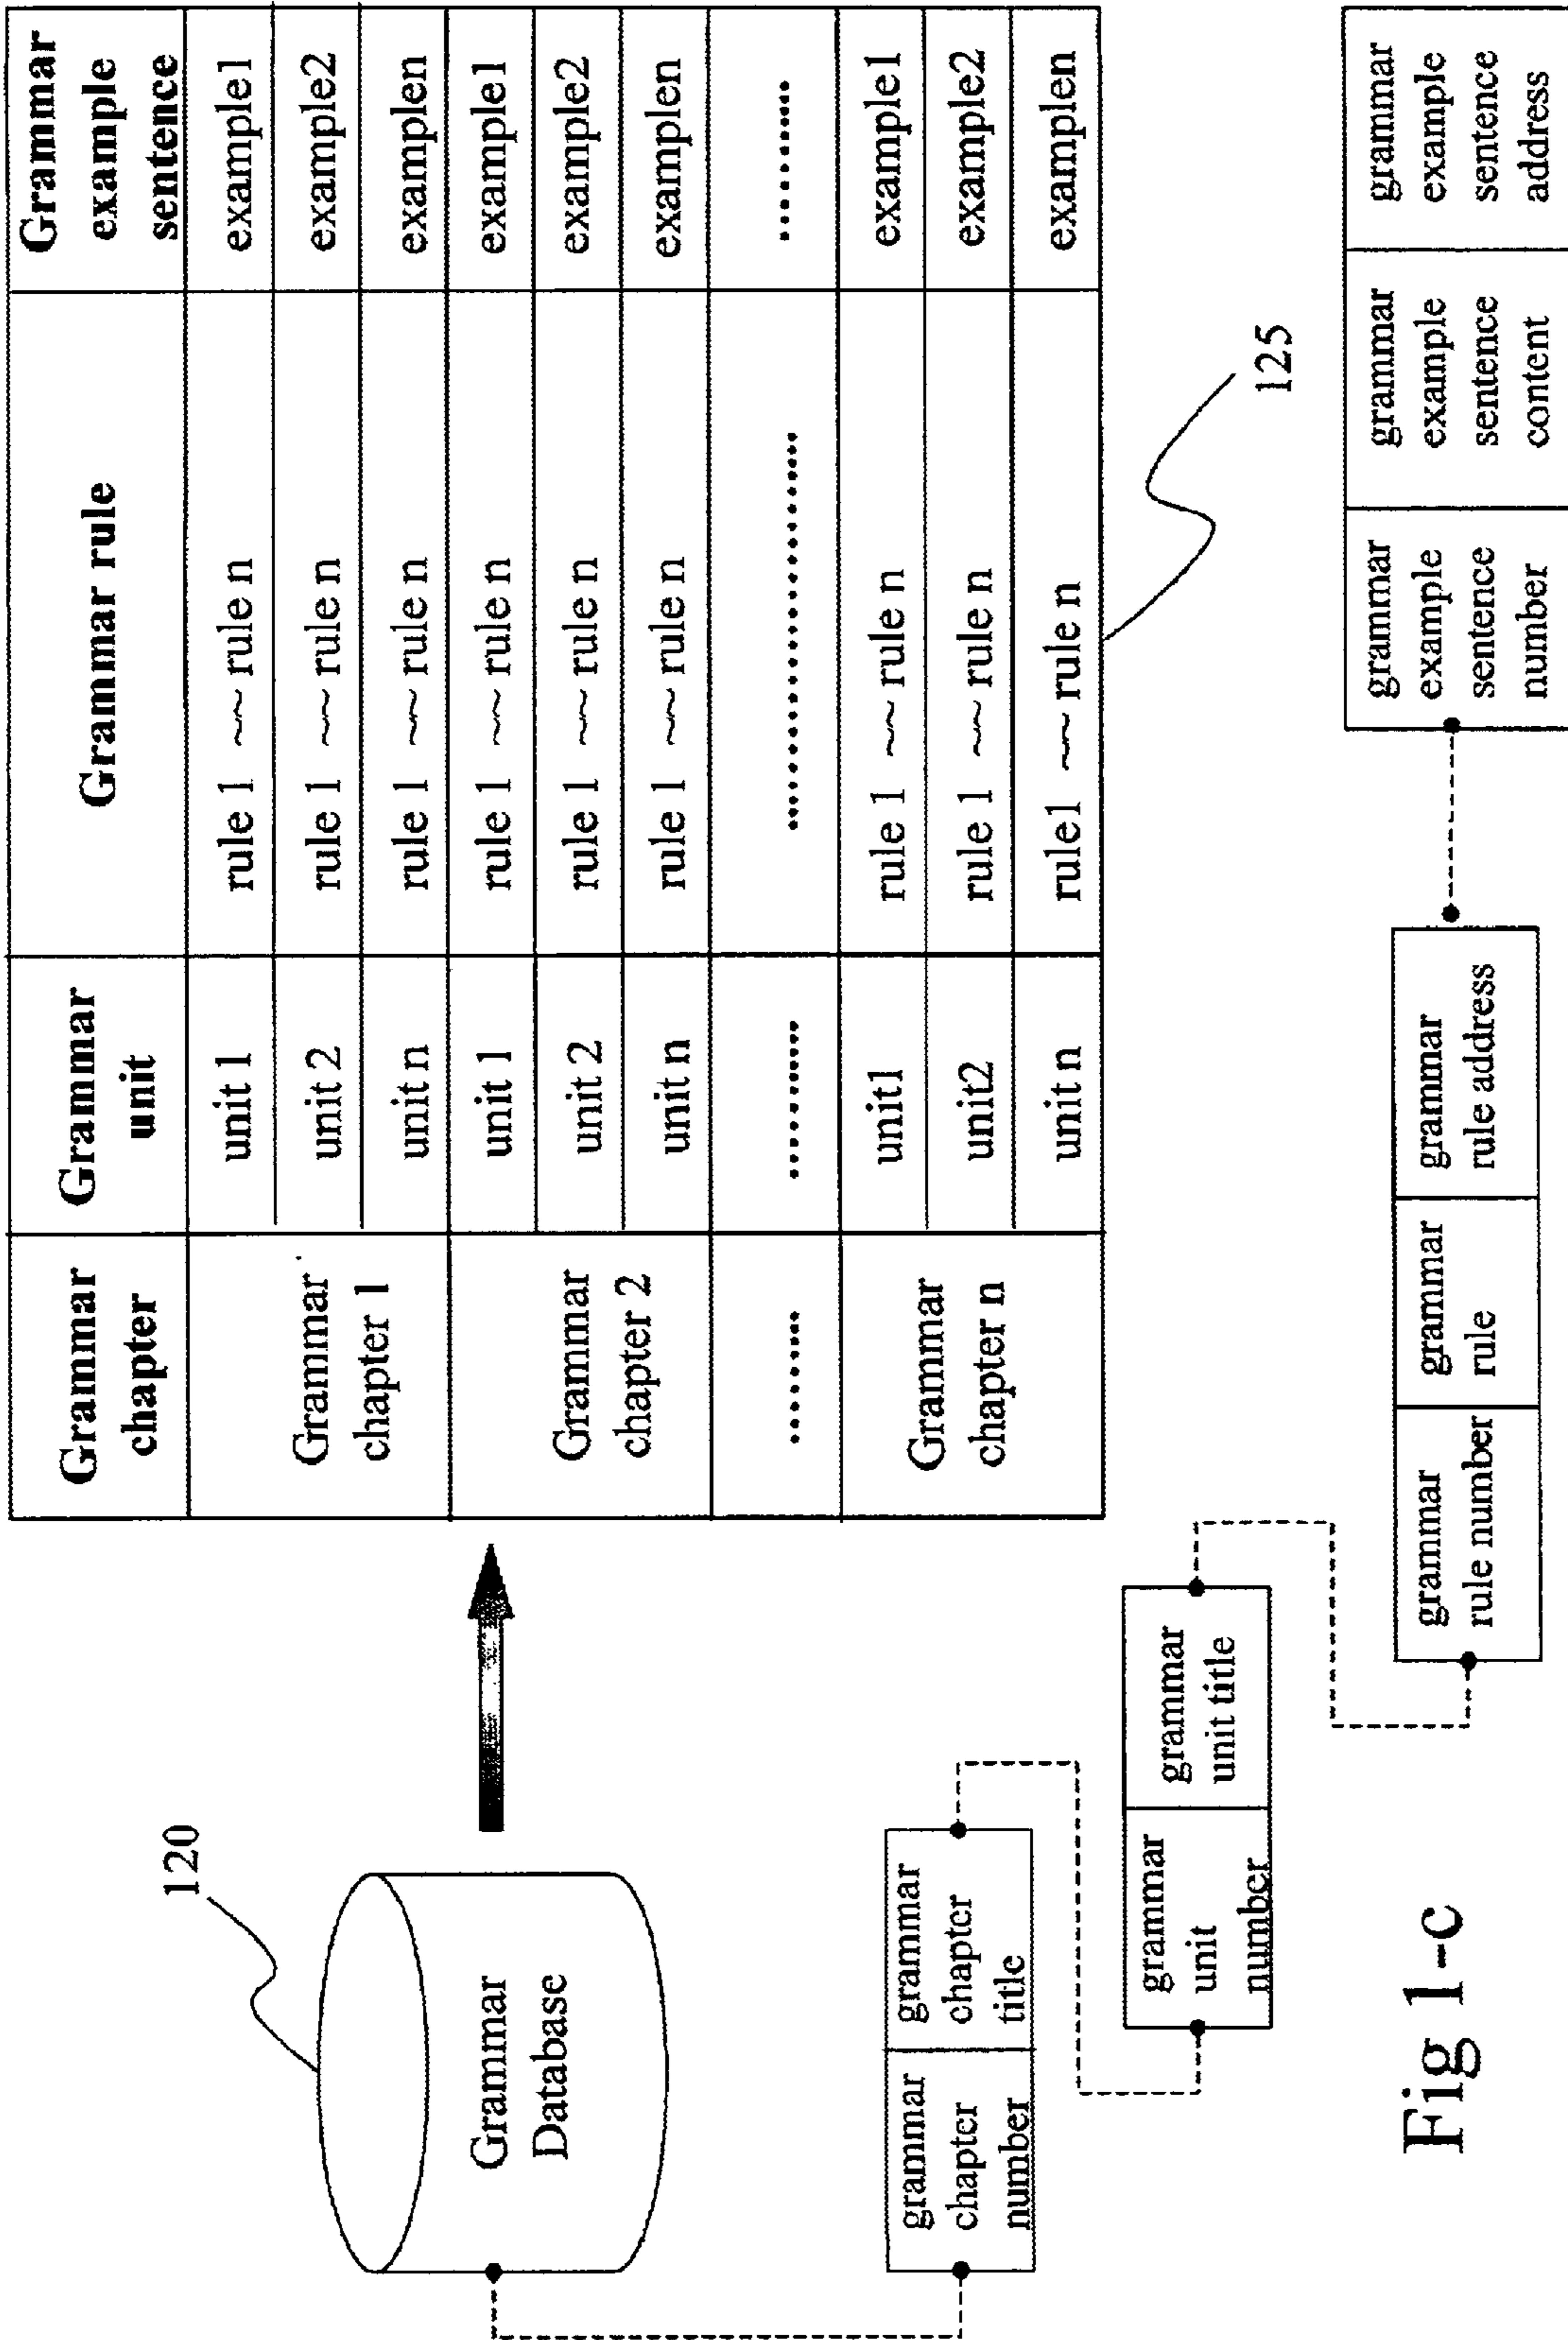 120
Grammar
Database
Grammar chapter
Grammar unit
Grammar rule
Grammar example sentence
Grammar chapter 1
unit 1
rule 1 ~~ rule n
example1
unit 2
rule 1 ~~ rule n
example2
unit n
rule 1 ~~ rule n
examplen
Grammar chapter 2
unit 1
rule 1 ~~ rule n
example1
unit 2
rule 1 ~~ rule n
example2
unit n
rule 1 ~~ rule n
examplen
.........
..........
........................
..........
Grammar chapter n
unit1
rule 1 ~~ rule n
example1
unit2
rule 1 ~~ rule n
example2
unit n
rule1 ~~ rule n
examplen
125
grammar
chapter
number
grammar
chapter
title
grammar
unit
number
grammar
unit title
grammar
rule number
grammar
rule
grammar
rule address
grammar
example
sentence
number
grammar
example
sentence
content
grammar
example
sentence
address
Fig 1-c